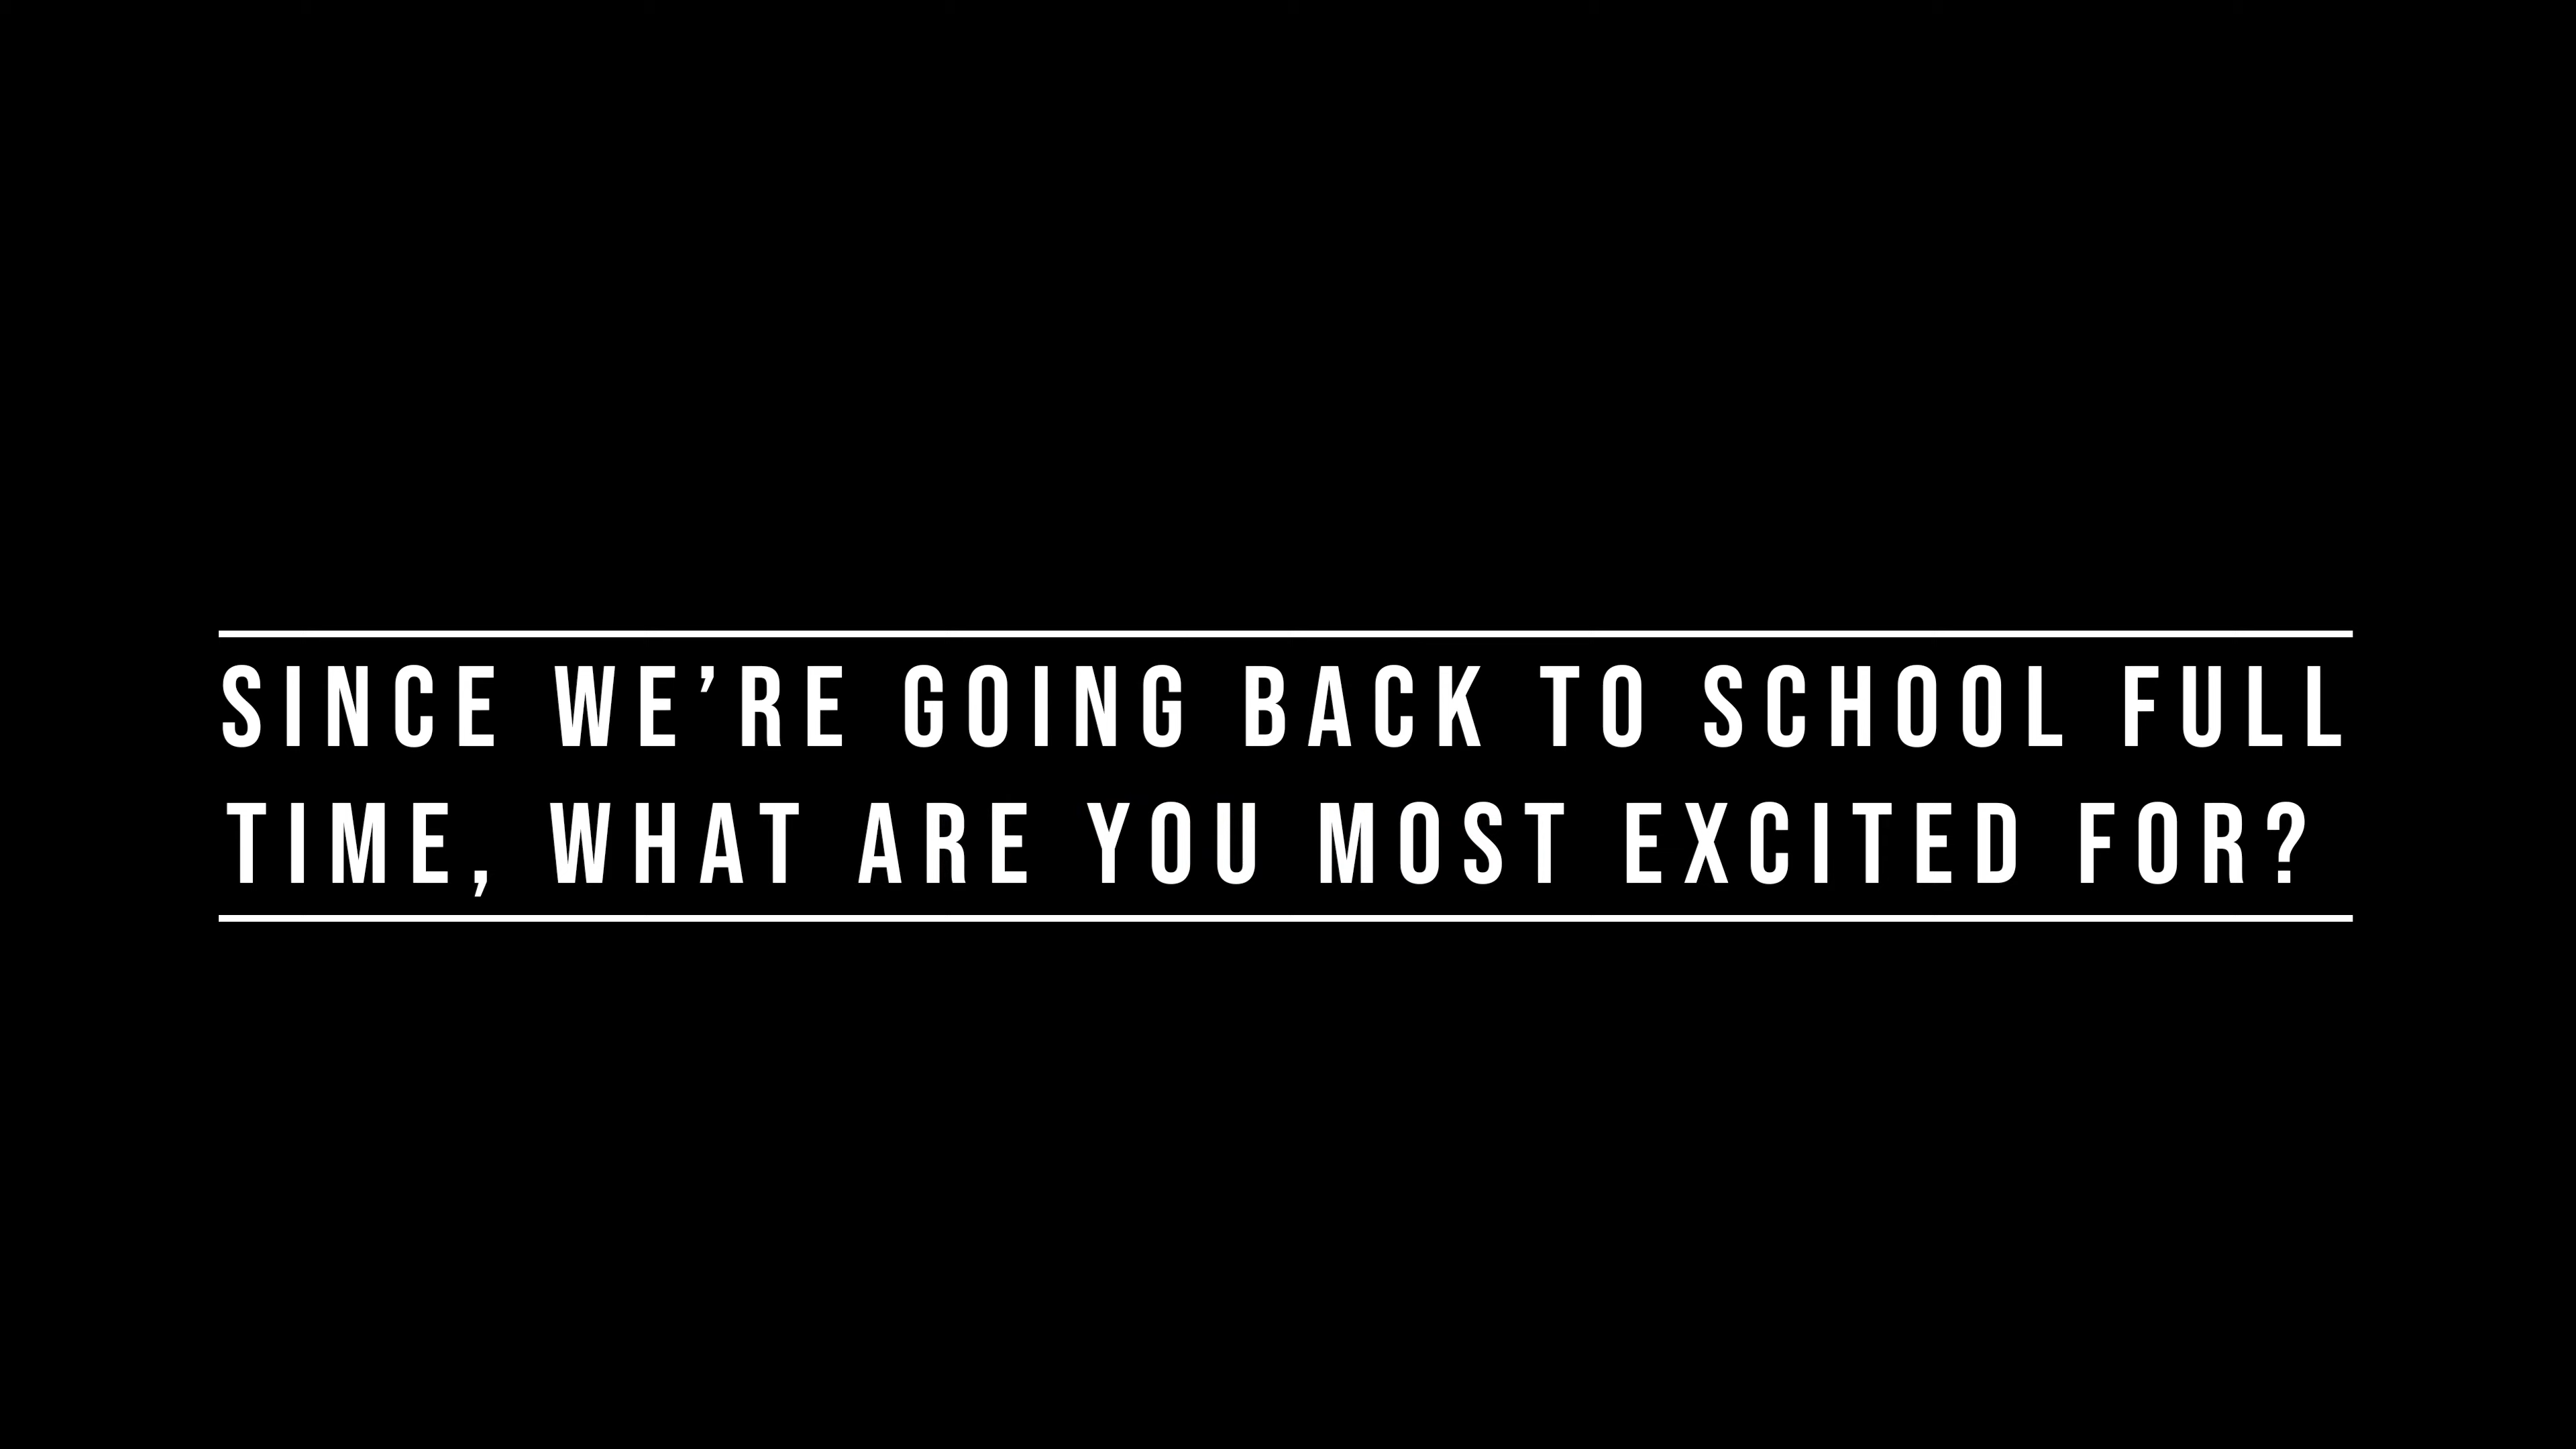 SINCE WE’RE GOING BACK TO SCHOOL FULL
TIME, WHAT ARE YOU MOST EXCITED FOR?